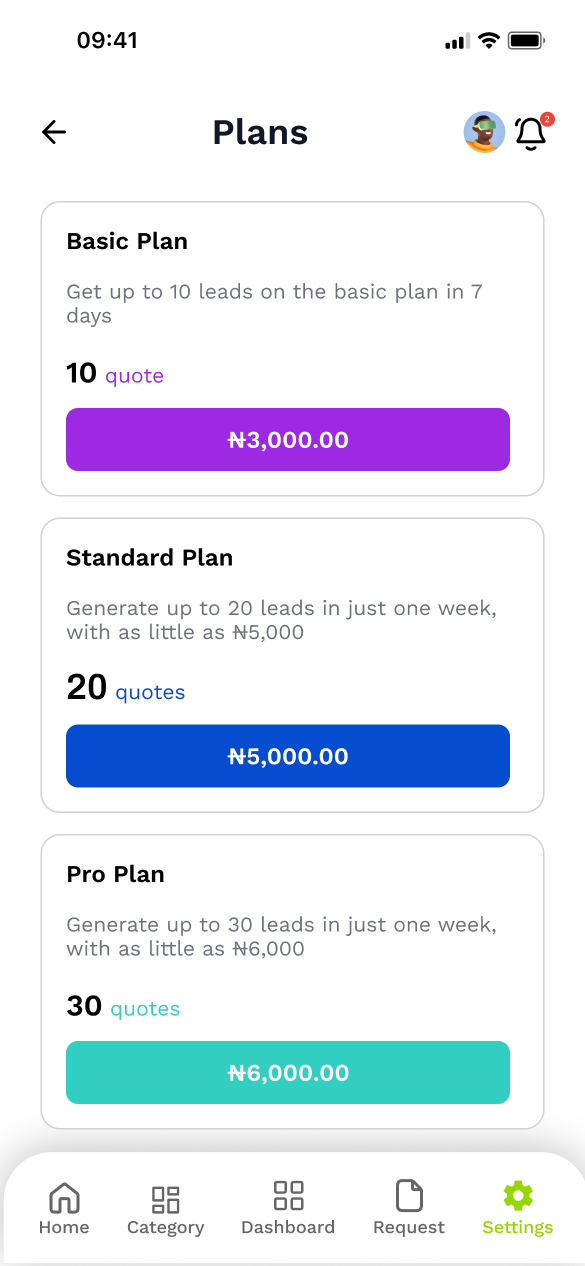 09:41
Plans
2
Basic Plan
Get up to 10 leads on the basic plan in 7
days
10 quote
₦3,000.00
Standard Plan
Generate up to 20 leads in just one week,
with as little as ₦5,000
20 quotes
₦5,000.00
Pro Plan
Generate up to 30 leads in just one week,
with as little as ₦6,000
30 quotes
₦6,000.00
Home Category Dashboard Request Settings